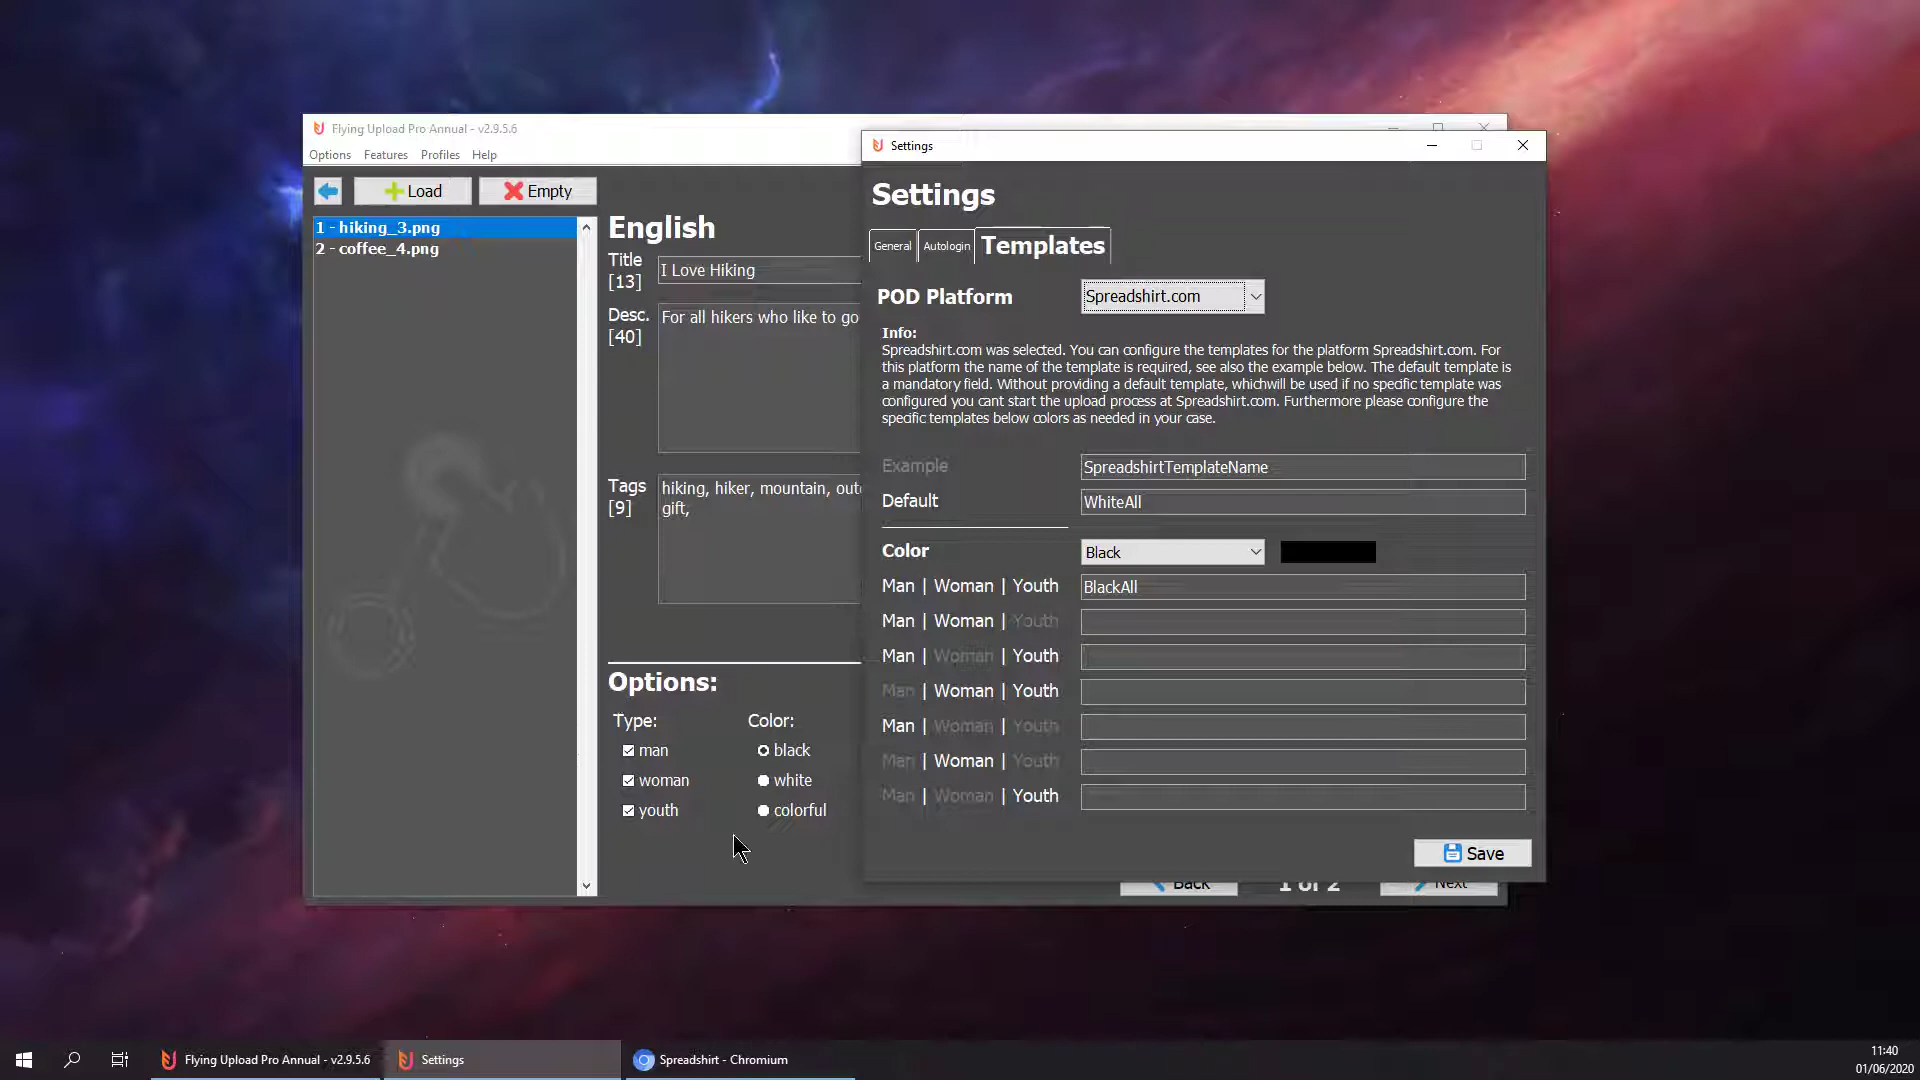 Flying Upload Pro Annual - v2.9.5.6
Options Features Profiles Help
Load Empty
1 - hiking_3.png
2 - coffee_4.png
English
Title
[13]
I Love Hiking
Desc.
[40]
For all hikers who like to go
Tags
[9]
hiking, hiker, mountain, out
gift,
Options:
Type: Color:
man black
woman white
youth colorful
Back 1 of 2 Next
Settings
Settings
General Autologin Templates
POD Platform Spreadshirt.com
Info:
Spreadshirt.com was selected. You can configure the templates for the platform Spreadshirt.com. For
this platform the name of the template is required, see also the example below. The default template is
a mandatory field. Without providing a default template, whichwill be used if no specific template was
configured you cant start the upload process at Spreadshirt.com. Furthermore please configure the
specific templates below colors as needed in your case.
Example SpreadshirtTemplateName
Default WhiteAll
Color Black
Man | Woman | Youth BlackAll
Man | Woman | Youth
Man | Woman | Youth
Man | Woman | Youth
Man | Woman | Youth
Man | Woman | Youth
Man | Woman | Youth
Save
Flying Upload Pro Annual - v2.9.5.6 Settings Spreadshirt - Chromium
11:40
01/06/2020